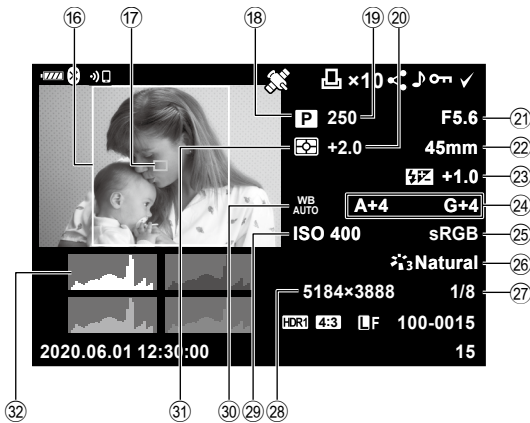 ⑯ ⑰ ⑱ ⑲ ⑳
×10
P 250 F5.6 ㉑
+2.0 45mm ㉒
+1.0 ㉓
WB AUTO A+4 G+4 ㉔
ISO 400 sRGB ㉕
3Natural ㉖
5184×3888 1/8 ㉗
HDR1 4:3 LF 100-0015
2020.06.01 12:30:00 15
㉜ ㉛ ㉚ ㉙ ㉘